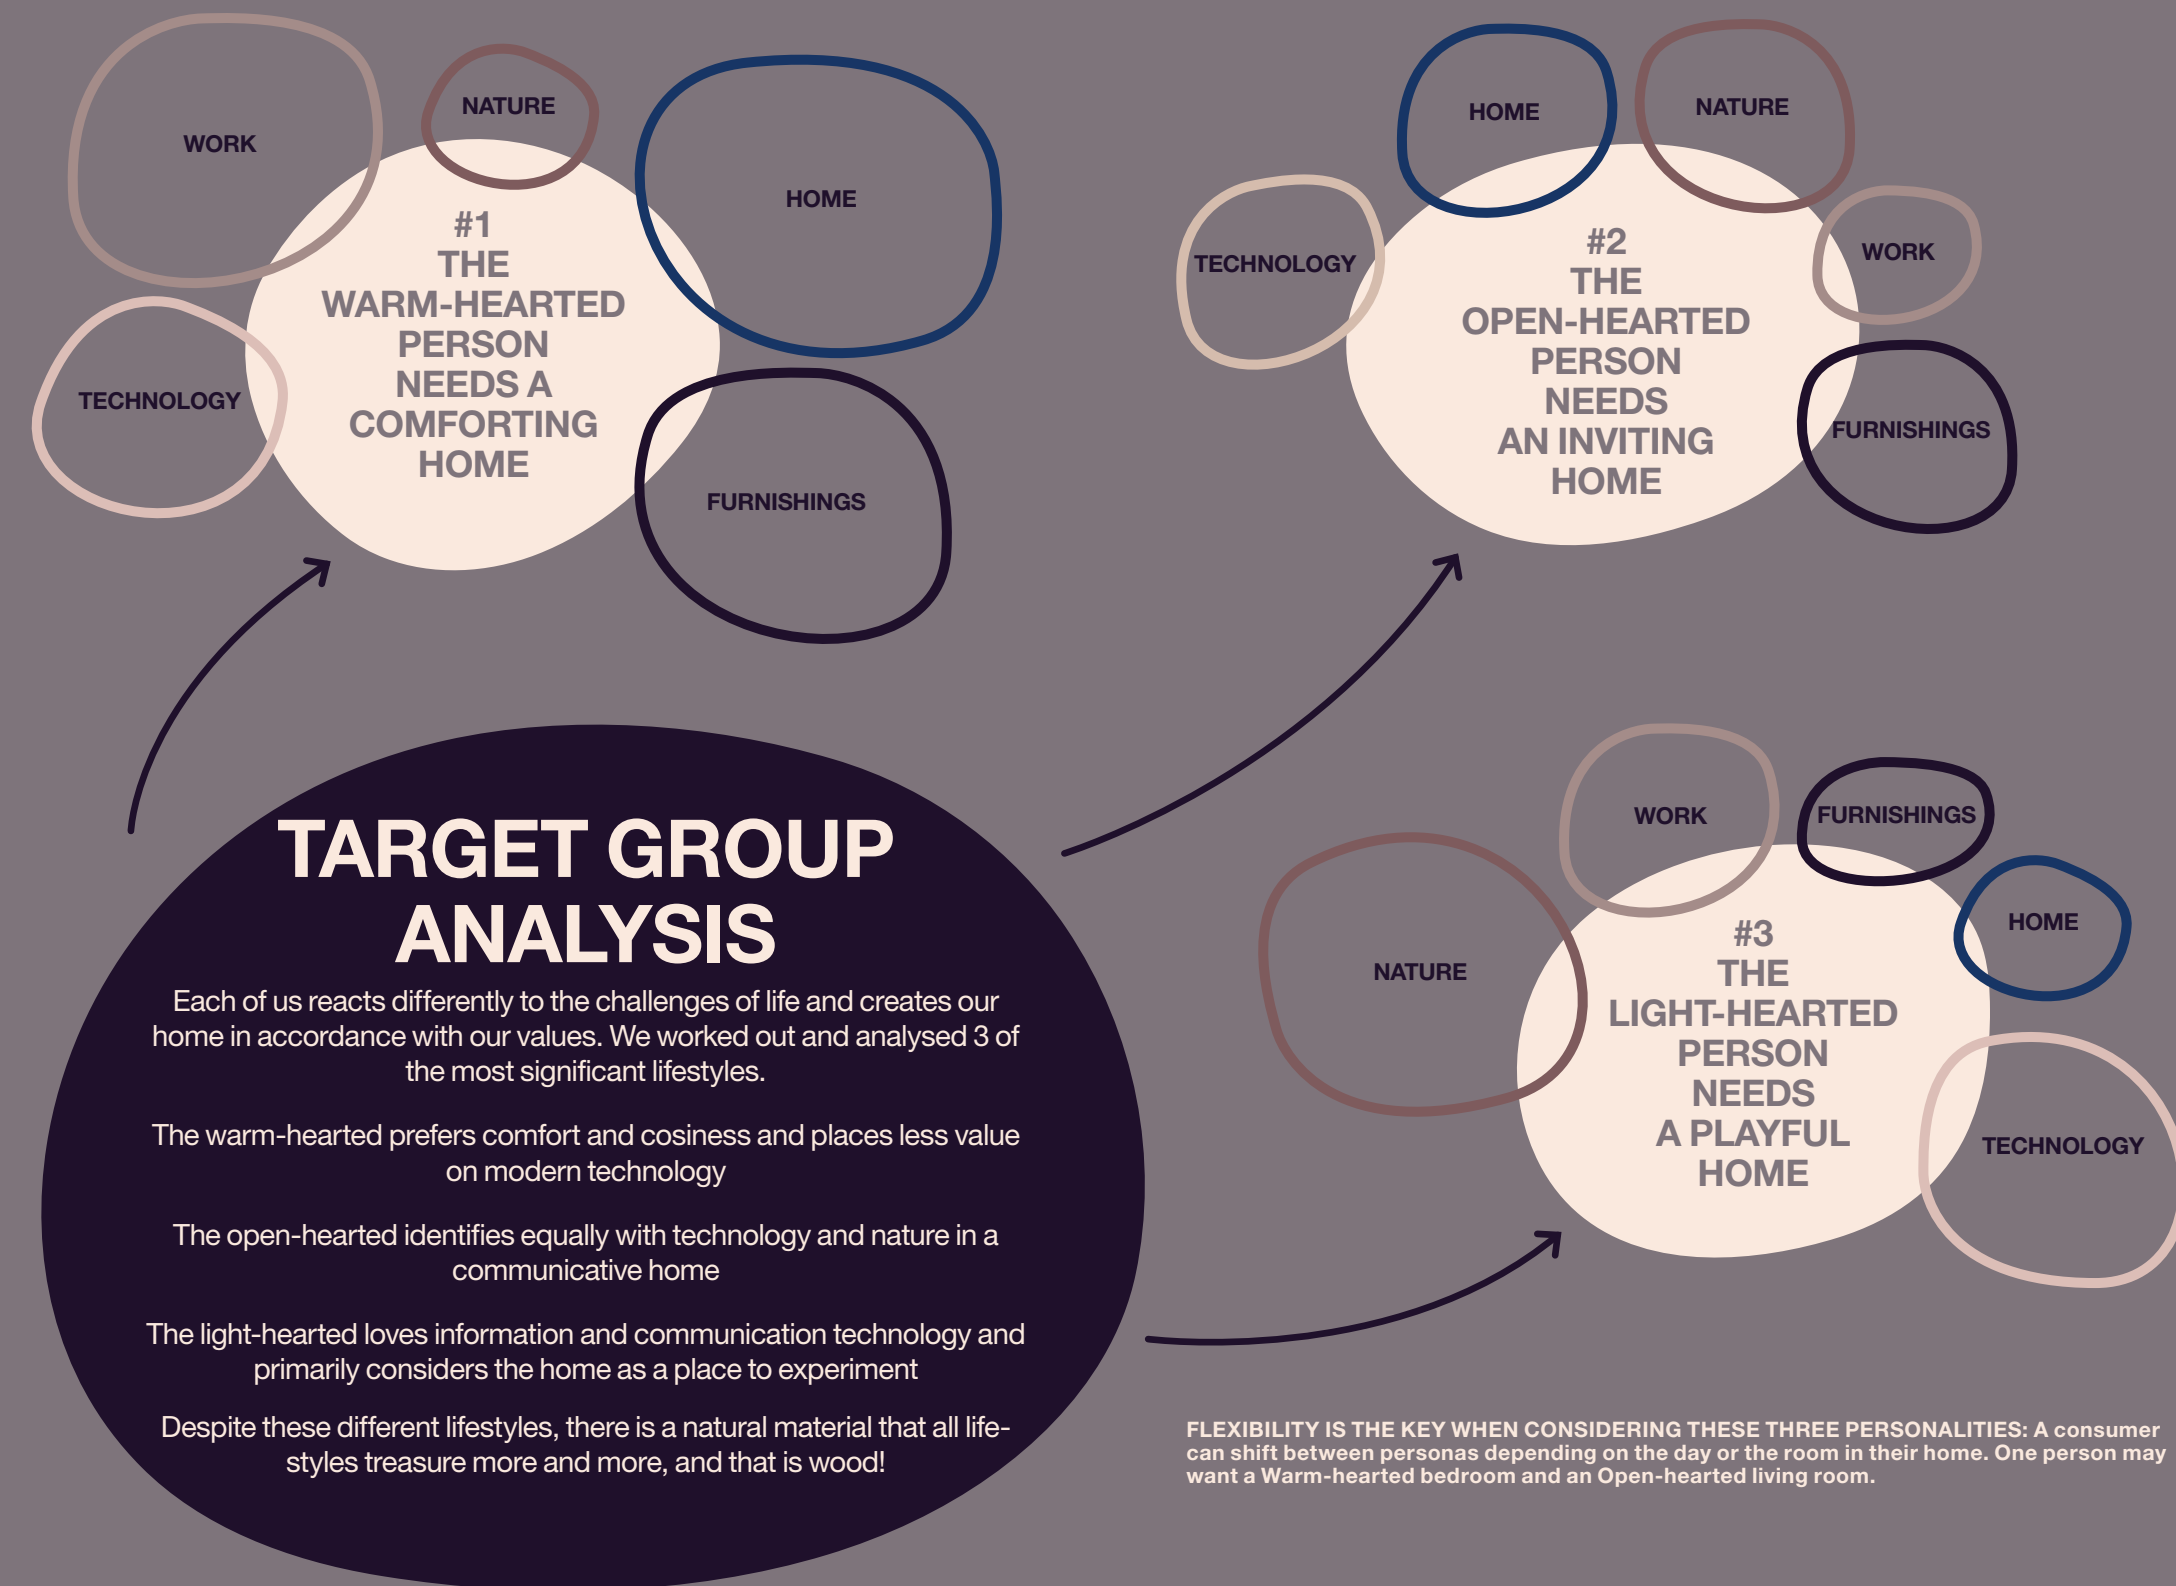 WORK
NATURE
HOME
TECHNOLOGY
FURNISHINGS
#1
THE
WARM-HEARTED
PERSON
NEEDS A
COMFORTING
HOME
HOME
NATURE
TECHNOLOGY
WORK
FURNISHINGS
#2
THE
OPEN-HEARTED
PERSON
NEEDS
AN INVITING
HOME
TARGET GROUP
ANALYSIS
Each of us reacts differently to the challenges of life and creates our
home in accordance with our values. We worked out and analysed 3 of
the most significant lifestyles.
The warm-hearted prefers comfort and cosiness and places less value
on modern technology
The open-hearted identifies equally with technology and nature in a
communicative home
The light-hearted loves information and communication technology and
primarily considers the home as a place to experiment
Despite these different lifestyles, there is a natural material that all life-
styles treasure more and more, and that is wood!
WORK
FURNISHINGS
NATURE
HOME
TECHNOLOGY
#3
THE
LIGHT-HEARTED
PERSON
NEEDS
A PLAYFUL
HOME
FLEXIBILITY IS THE KEY WHEN CONSIDERING THESE THREE PERSONALITIES: A consumer
can shift between personas depending on the day or the room in their home. One person may
want a Warm-hearted bedroom and an Open-hearted living room.